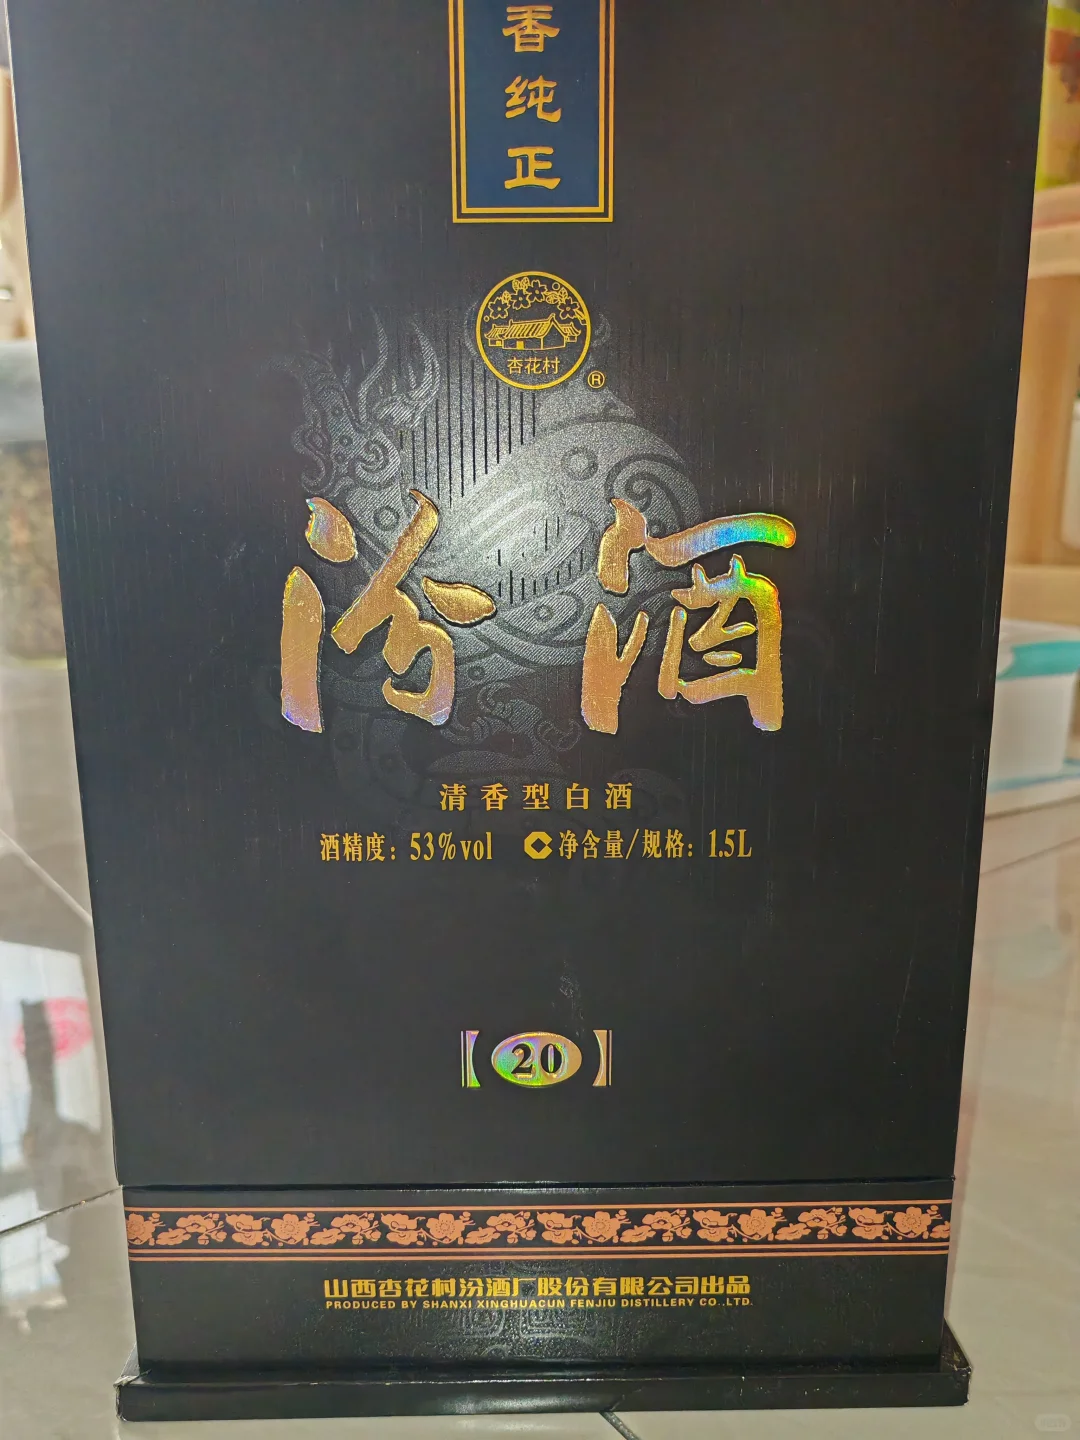 香纯正
杏花村
®
汾酒
清香型白酒
酒精度：53%vol 净含量/规格：1.5L
【20】
山西杏花村汾酒厂股份有限公司出品
PRODUCED BY SHANXI XINGHUACUN FENJIU DISTILLERY CO.,LTD.